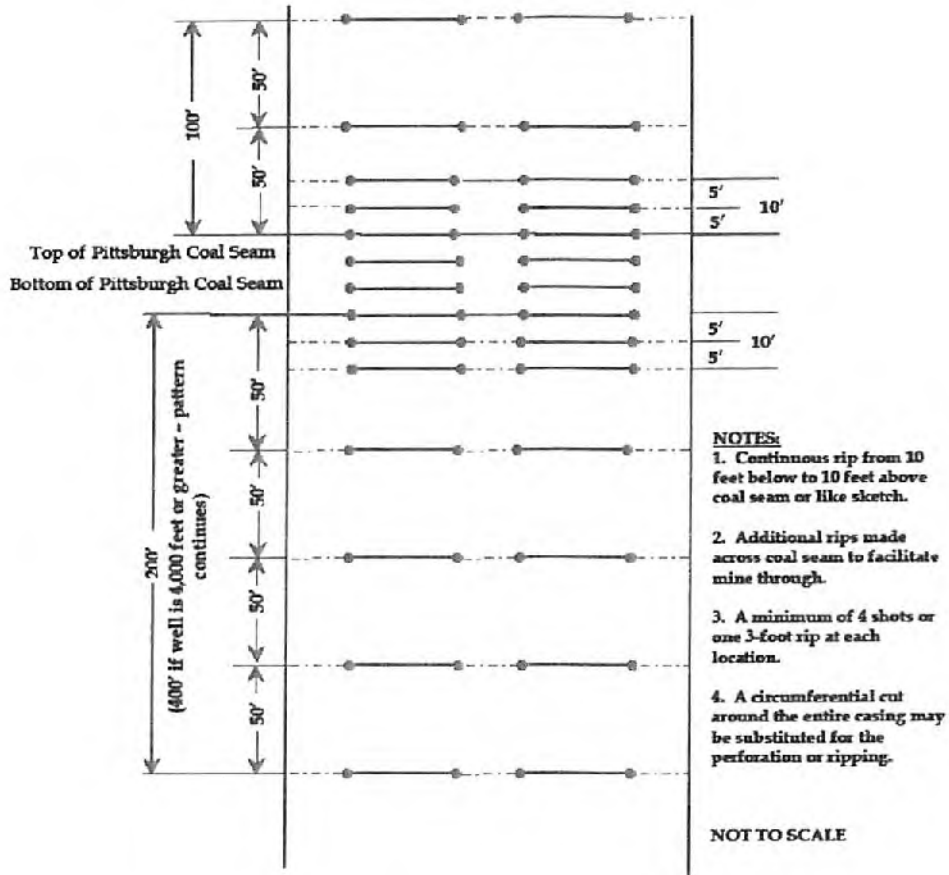 100'
50'
50'
5'
5'
10'
Top of Pittsburgh Coal Seam
Bottom of Pittsburgh Coal Seam
5'
5'
10'
200'
(400' If well is 4,000 feet or greater – pattern
continues)
50'
50'
50'
50'
NOTES:
1. Continuous rip from 10
feet below to 10 feet above
coal seam or like sketch.
2. Additional rips made
across coal seam to facilitate
mine through.
3. A minimum of 4 shots or
one 3-foot rip at each
location.
4. A circumferential cut
around the entire casing may
be substituted for the
perforation or ripping.
NOT TO SCALE